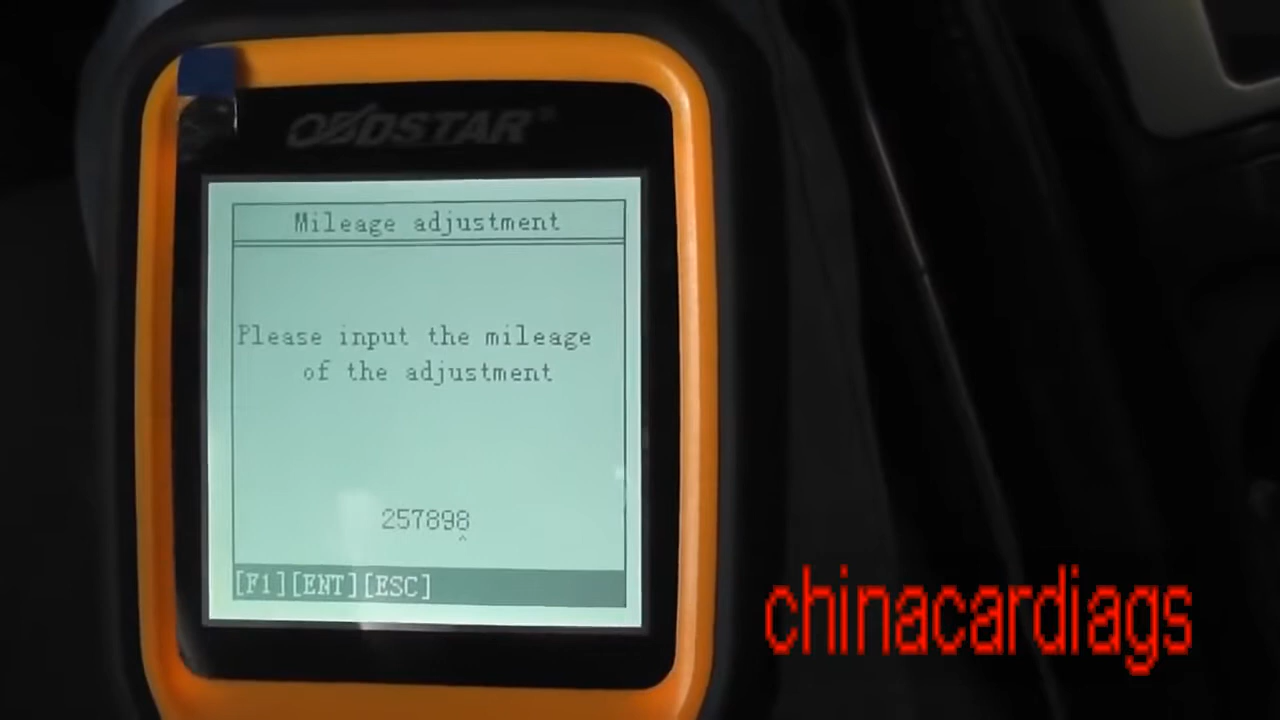 OBDSTAR®
Mileage adjustment
Please input the mileage
of the adjustment
257898
^
[F1][ENT][ESC]
chinacardiags